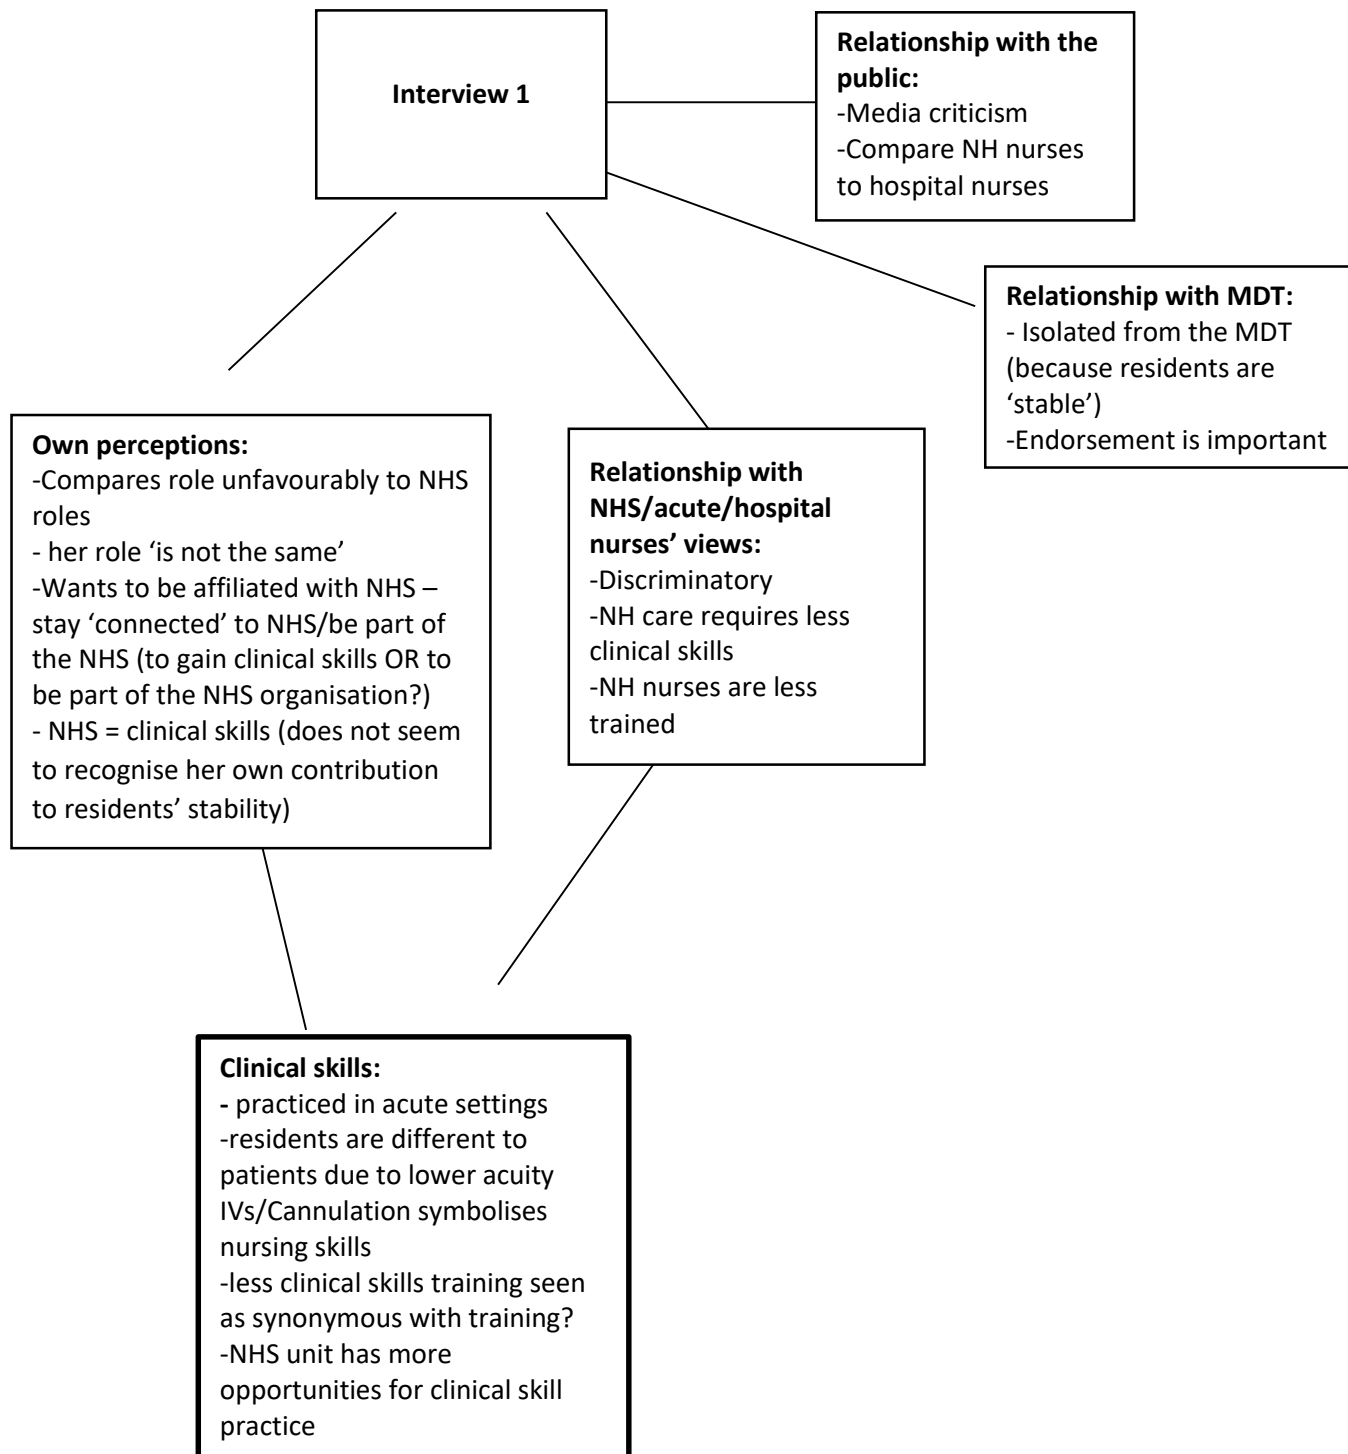 Interview 1
Relationship with the
public:
-Media criticism
-Compare NH nurses
to hospital nurses
Relationship with MDT:
- Isolated from the MDT
(because residents are
‘stable’)
-Endorsement is important
Own perceptions:
-Compares role unfavourably to NHS
roles
- her role ‘is not the same’
-Wants to be affiliated with NHS –
stay ‘connected’ to NHS/be part of
the NHS (to gain clinical skills OR to
be part of the NHS organisation?)
- NHS = clinical skills (does not seem
to recognise her own contribution
to residents’ stability)
Relationship with
NHS/acute/hospital
nurses’ views:
-Discriminatory
-NH care requires less
clinical skills
-NH nurses are less
trained
Clinical skills:
- practiced in acute settings
-residents are different to
patients due to lower acuity
IVs/Cannulation symbolises
nursing skills
-less clinical skills training seen
as synonymous with training?
-NHS unit has more
opportunities for clinical skill
practice